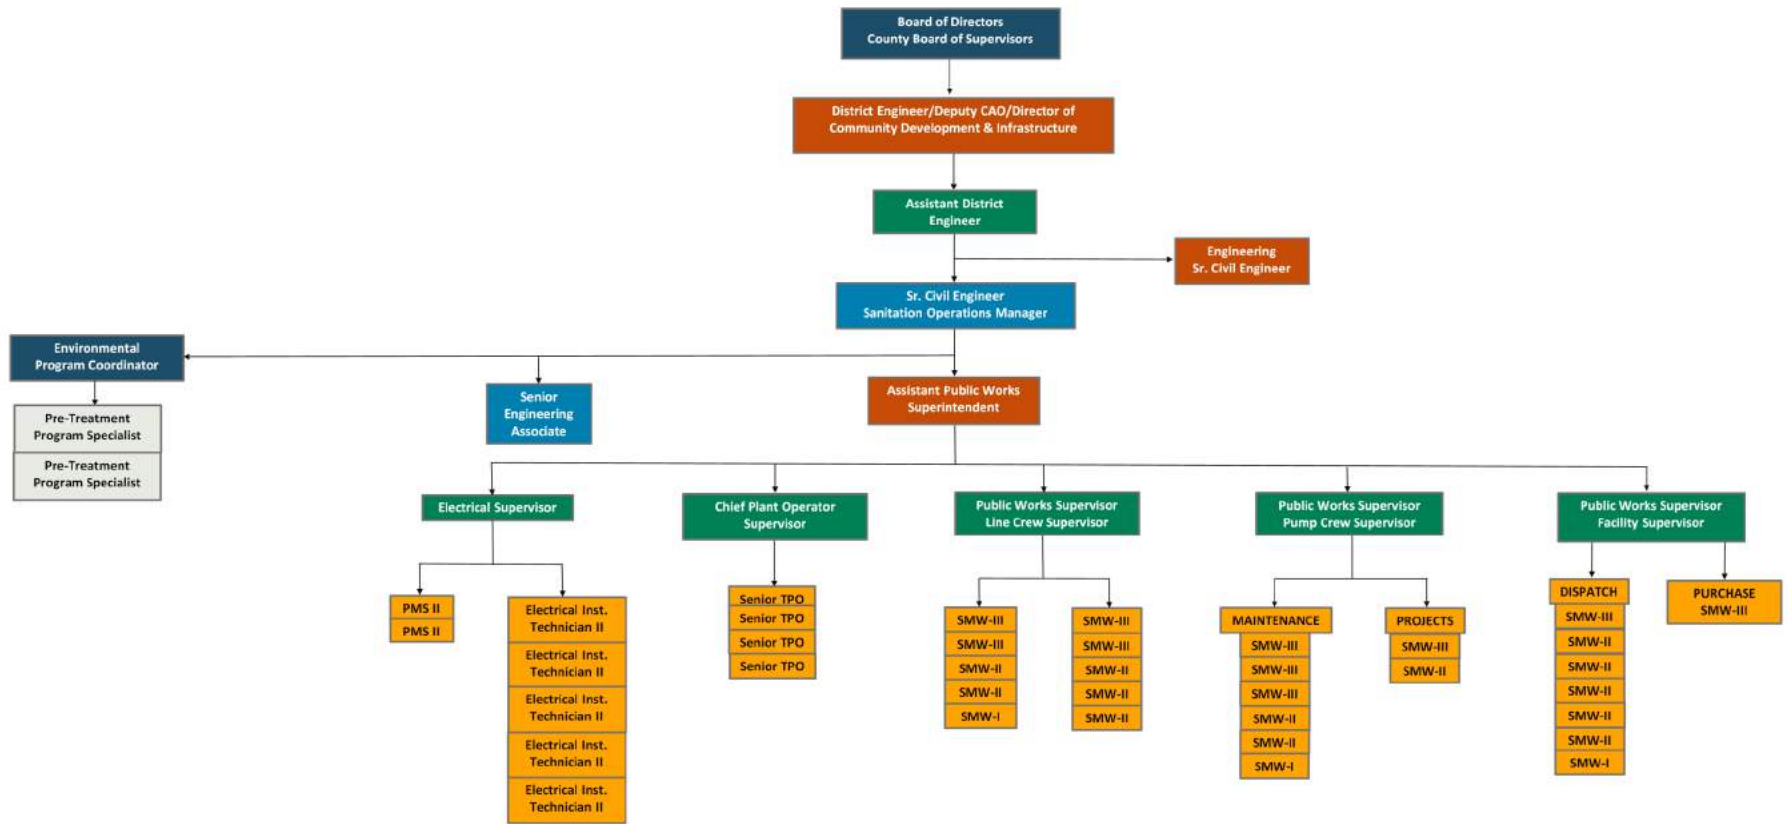 Board of Directors
County Board of Supervisors
District Engineer/Deputy CAO/Director of
Community Development & Infrastructure
Assistant District
Engineer
Engineering
Sr. Civil Engineer
Sr. Civil Engineer
Sanitation Operations Manager
Environmental
Program Coordinator
Pre-Treatment
Program Specialist
Pre-Treatment
Program Specialist
Senior
Engineering
Associate
Assistant Public Works
Superintendent
Electrical Supervisor
PMS II
PMS II
Electrical Inst.
Technician II
Electrical Inst.
Technician II
Electrical Inst.
Technician II
Electrical Inst.
Technician II
Electrical Inst.
Technician II
Chief Plant Operator
Supervisor
Senior TPO
Senior TPO
Senior TPO
Senior TPO
Public Works Supervisor
Line Crew Supervisor
SMW-III
SMW-III
SMW-II
SMW-II
SMW-I
SMW-III
SMW-III
SMW-II
SMW-II
SMW-II
Public Works Supervisor
Pump Crew Supervisor
MAINTENANCE
SMW-III
SMW-III
SMW-III
SMW-II
SMW-II
SMW-I
PROJECTS
SMW-III
SMW-II
Public Works Supervisor
Facility Supervisor
DISPATCH
SMW-III
SMW-II
SMW-II
SMW-II
SMW-II
SMW-II
SMW-I
PURCHASE
SMW-III